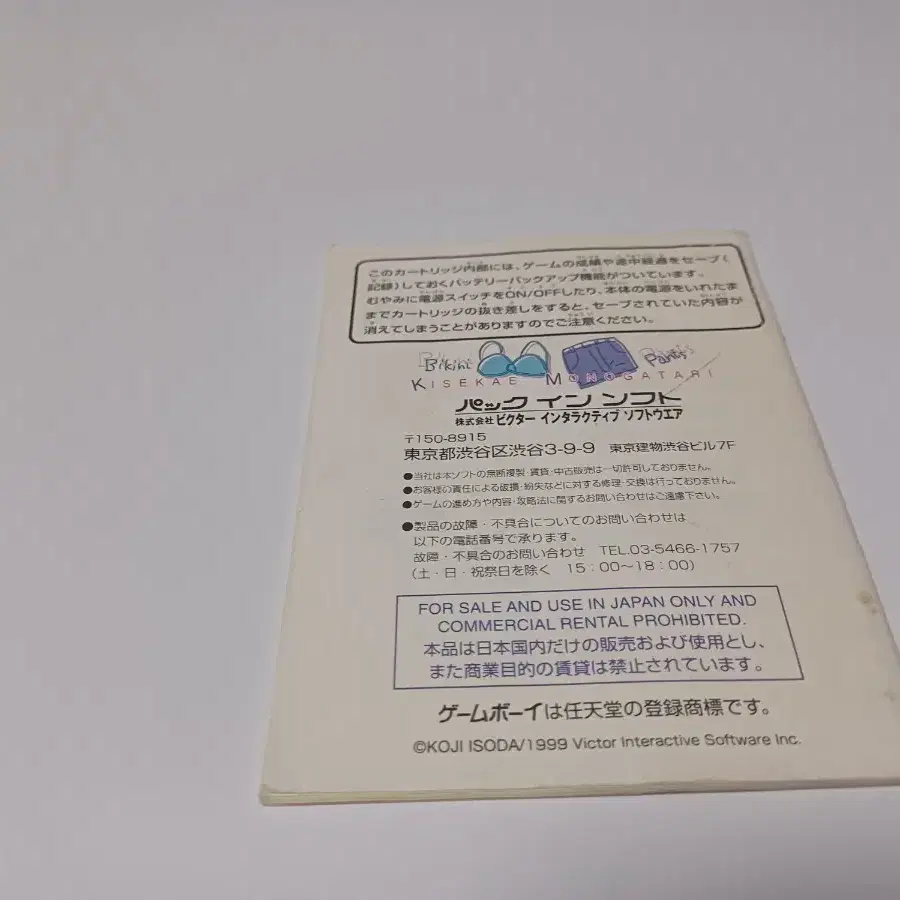 このカートリッジ内部には、ゲームの成績や途中経過をセーブ(
記録)しておくバッテリーバックアップ機能がついています。
むやみに電源スイッチをON/OFFしたり、本体の電源をいれたま
までカートリッジの抜き差しをすると、セーブされていた内容が
消えてしまうことがありますのでご注意ください。
Bikini Pants
KISEKAE MONOGATARI
パック イン ソフト
株式会社 ビクター インタラクティブ ソフトウエア
〒150-8915
東京都渋谷区渋谷3-9-9 東京建物渋谷ビル7F
●当社は本ソフトの無断複製・賃貸・中古販売は一切許可しておりません。
●お客様の責任による破損・紛失などに対する修理・交換は行っておりません。
●ゲームの進め方や内容・攻略法に関するお問い合わせはご遠慮下さい。
●製品の故障・不具合についてのお問い合わせは
以下の電話番号で承ります。
故障・不具合のお問い合わせ TEL.03-5466-1757
(土・日・祝祭日を除く 15:00〜18:00)
FOR SALE AND USE IN JAPAN ONLY AND
COMMERCIAL RENTAL PROHIBITED.
本品は日本国内だけの販売および使用とし、
また商業目的の賃貸は禁止されています。
ゲームボーイは任天堂の登録商標です。
©KOJI ISODA/1999 Victor Interactive Software Inc.